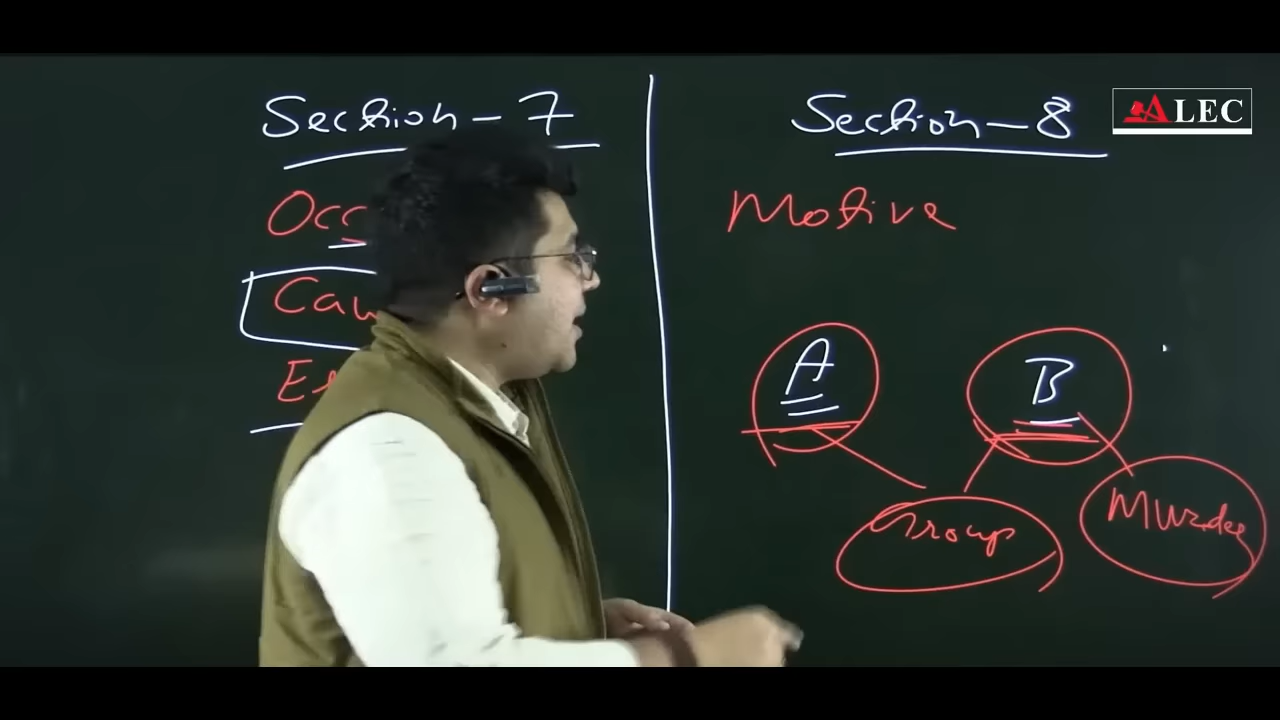 Section - 7
Section - 8
ALEC
Motive
A
B
Group
Murder